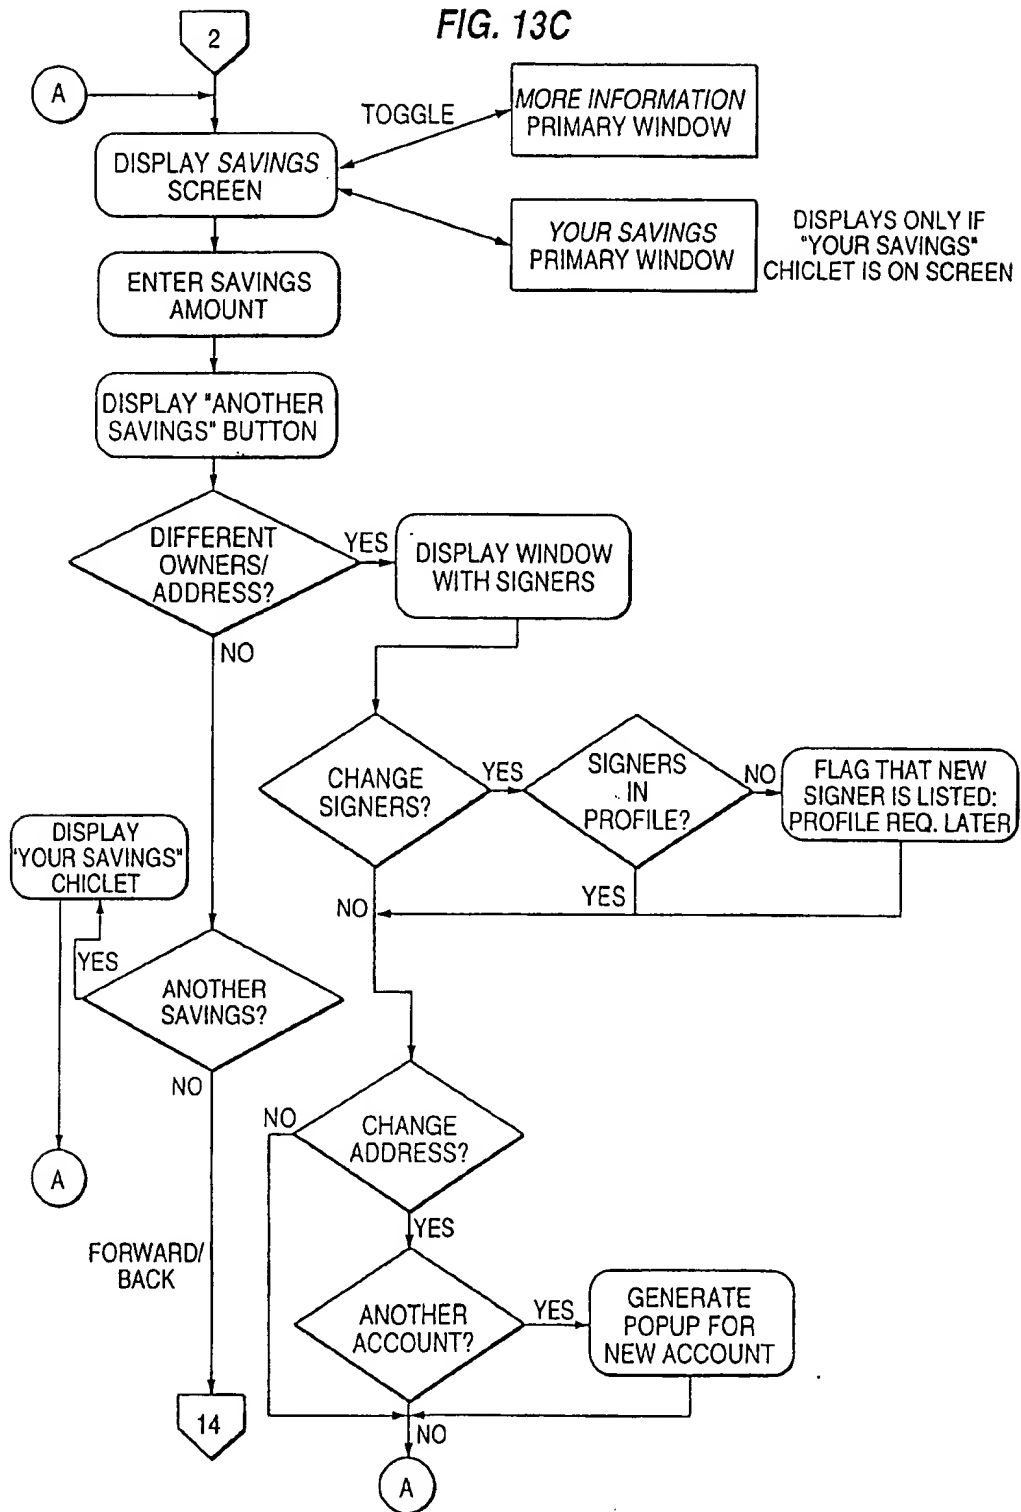 FIG. 13C
2
A
TOGGLE
MORE INFORMATION
PRIMARY WINDOW
DISPLAY SAVINGS
SCREEN
YOUR SAVINGS
PRIMARY WINDOW
DISPLAYS ONLY IF
"YOUR SAVINGS"
CHICLET IS ON SCREEN
ENTER SAVINGS
AMOUNT
DISPLAY "ANOTHER
SAVINGS" BUTTON
DIFFERENT
OWNERS/
ADDRESS?
YES
DISPLAY WINDOW
WITH SIGNERS
NO
CHANGE
SIGNERS?
YES
SIGNERS
IN
PROFILE?
NO
FLAG THAT NEW
SIGNER IS LISTED:
PROFILE REQ. LATER
DISPLAY
"YOUR SAVINGS"
CHICLET
NO
YES
YES
ANOTHER
SAVINGS?
NO
NO
CHANGE
ADDRESS?
A
YES
FORWARD/
BACK
ANOTHER
ACCOUNT?
YES
GENERATE
POPUP FOR
NEW ACCOUNT
14
NO
A